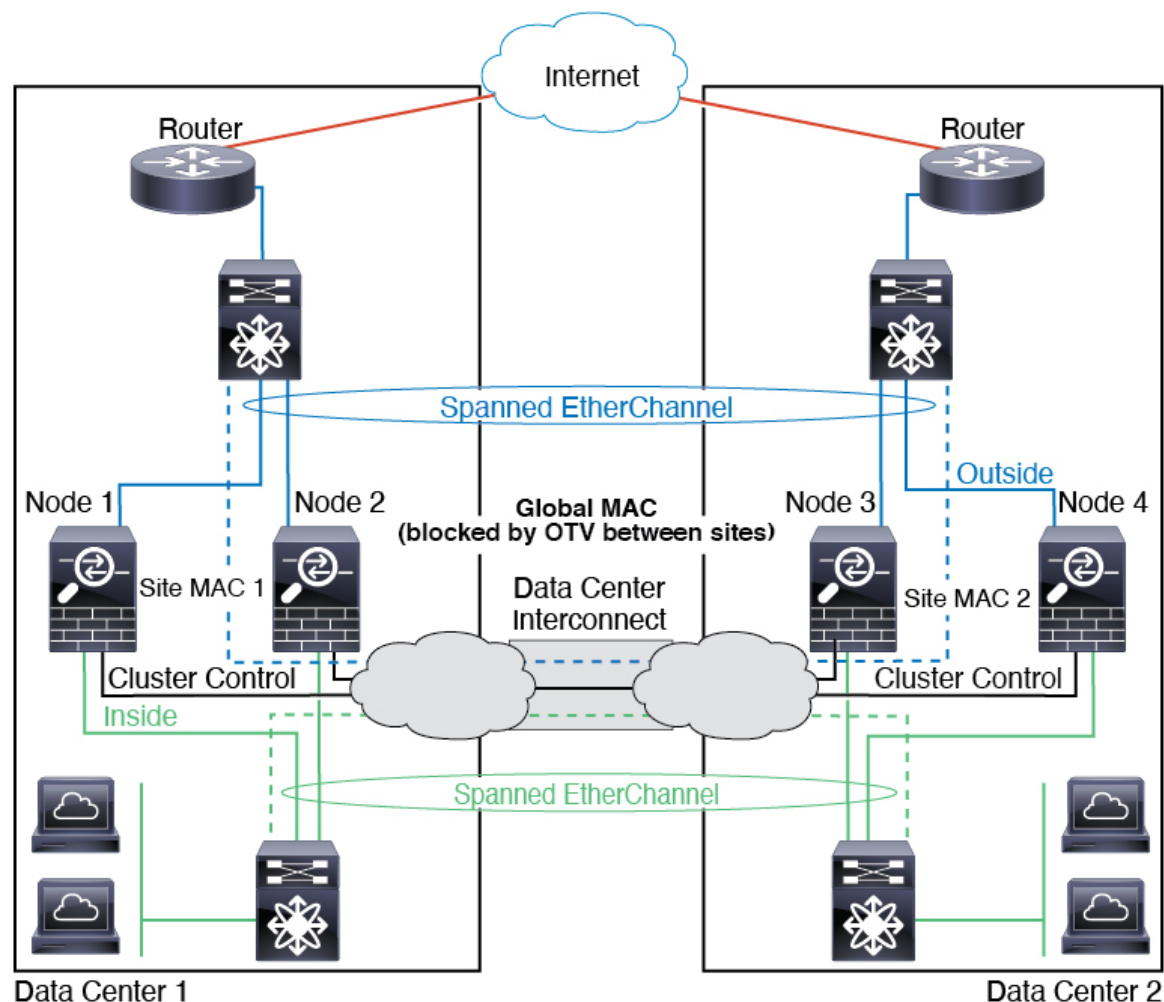 Internet
Router
Router
Spanned EtherChannel
Outside
Node 1
Node 2
Node 3
Node 4
Global MAC
(blocked by OTV between sites)
Site MAC 1
Data Center
Interconnect
Site MAC 2
Cluster Control
Cluster Control
Inside
Spanned EtherChannel
Data Center 1
Data Center 2